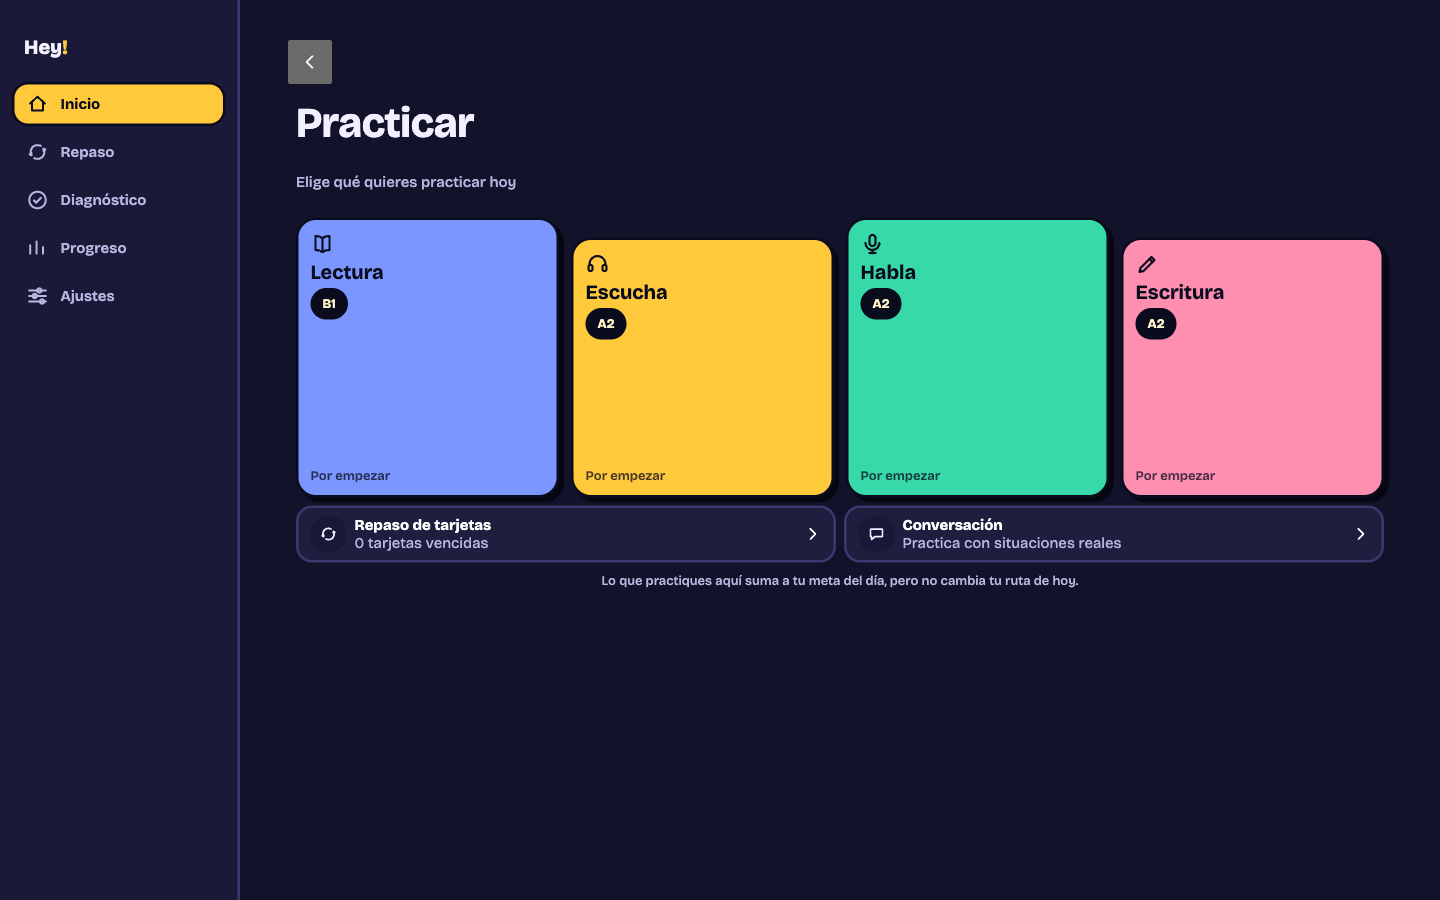 Hey!
Inicio
Repaso
Diagnóstico
Progreso
Ajustes
Practicar
Elige qué quieres practicar hoy
Lectura
B1
Por empezar
Escucha
A2
Por empezar
Habla
A2
Por empezar
Escritura
A2
Por empezar
Repaso de tarjetas
0 tarjetas vencidas
Conversación
Practica con situaciones reales
Lo que practiques aquí suma a tu meta del día, pero no cambia tu ruta de hoy.